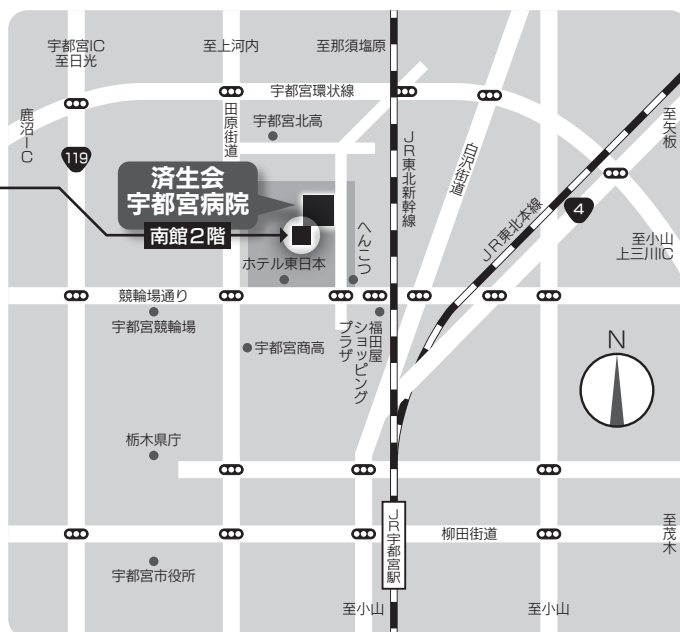 宇都宮IC
至日光
至上河内
至那須塩原
宇都宮環状線
鹿沼IC
119
田原街道
宇都宮北高
JR東北新幹線
白沢街道
至矢板
済生会
宇都宮病院
南館2階
へんこつ
JR東北本線
4
至小山
上三川IC
ホテル東日本
競輪場通り
宇都宮競輪場
宇都宮商高
福田屋
ショッピング
プラザ
N
栃木県庁
JR宇都宮駅
柳田街道
至茂木
宇都宮市役所
至小山
至小山